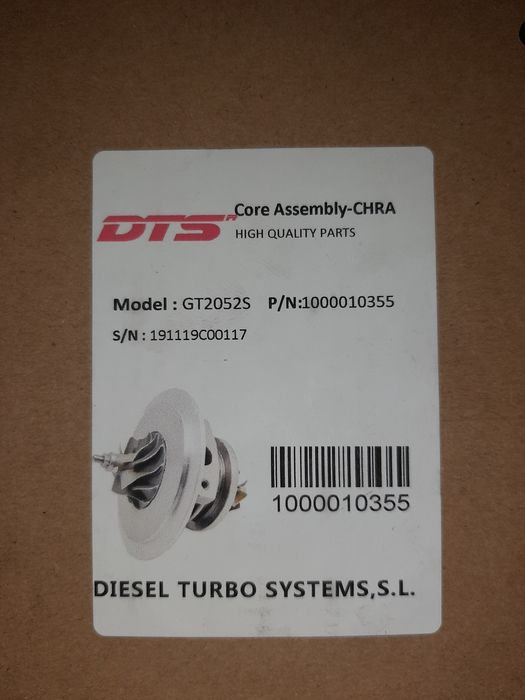 DTS R
Core Assembly-CHRA
HIGH QUALITY PARTS
Model : GT2052S P/N:1000010355
S/N : 191119C00117
1000010355
DIESEL TURBO SYSTEMS,S.L.